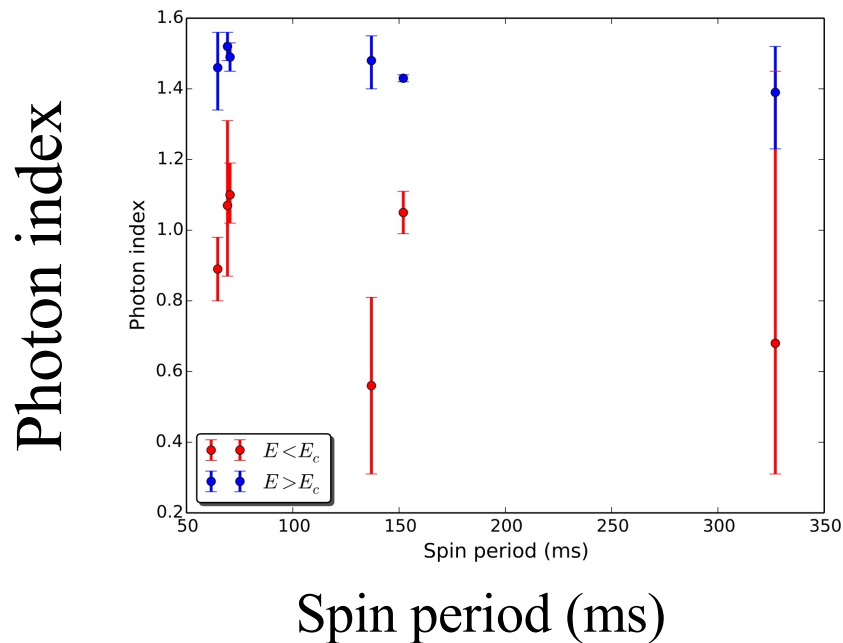 Photon index
Photon index
1.6
1.4
1.2
1.0
0.8
0.6
0.4
0.2
E<E_c
E>E_c
50 100 150 200 250 300 350
Spin period (ms)
Spin period (ms)